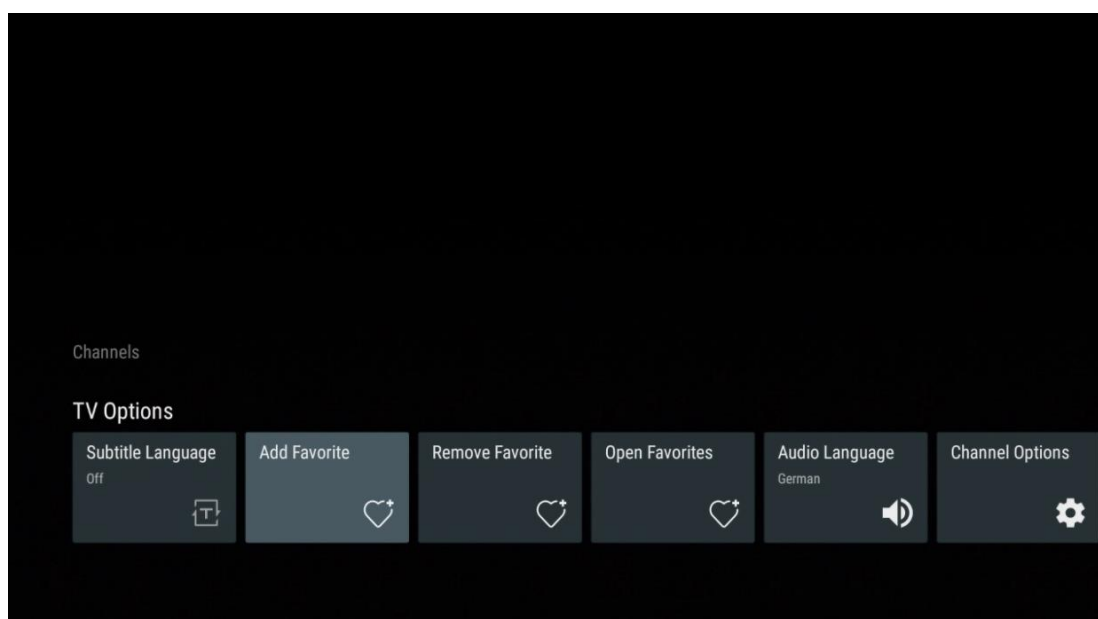 Channels
TV Options
Subtitle Language
Off
Add Favorite
Remove Favorite
Open Favorites
Audio Language
German
Channel Options